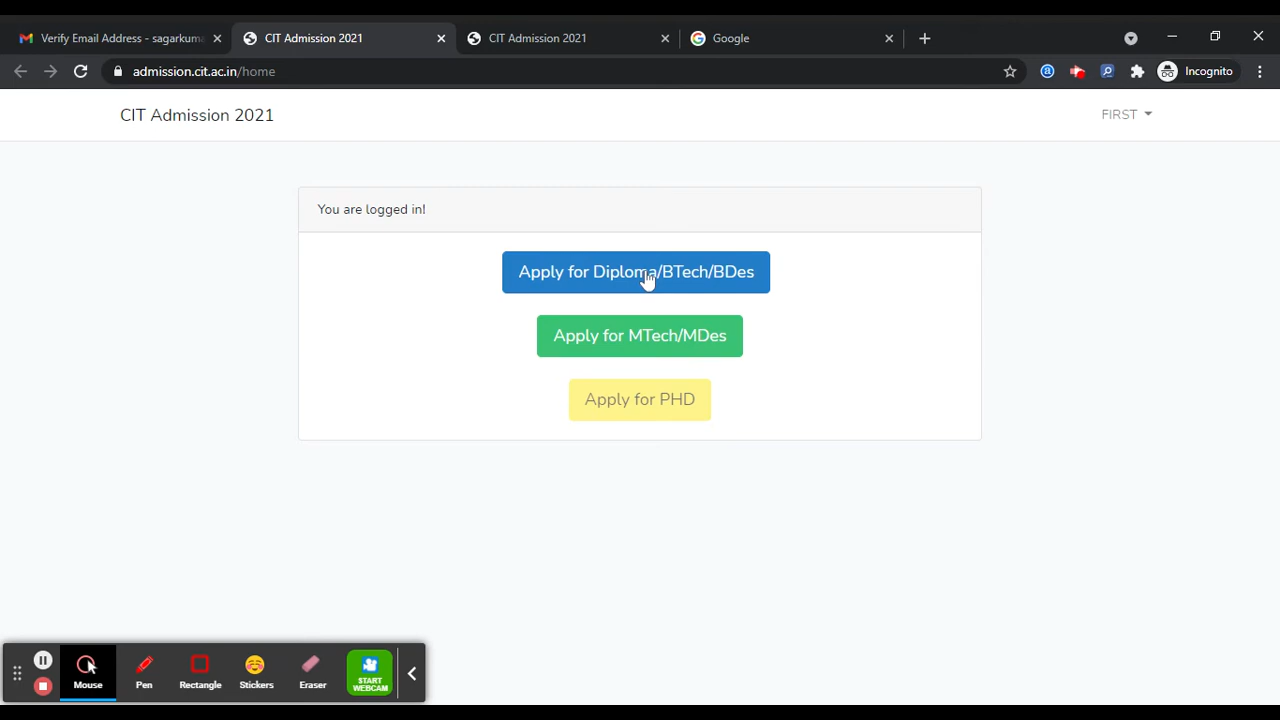 Verify Email Address - sagarkuma
CIT Admission 2021
CIT Admission 2021
Google
admission.cit.ac.in/home
Incognito
CIT Admission 2021
FIRST
You are logged in!
Apply for Diploma/BTech/BDes
Apply for MTech/MDes
Apply for PHD
Mouse
Pen
Rectangle
Stickers
Eraser
START
WEBCAM